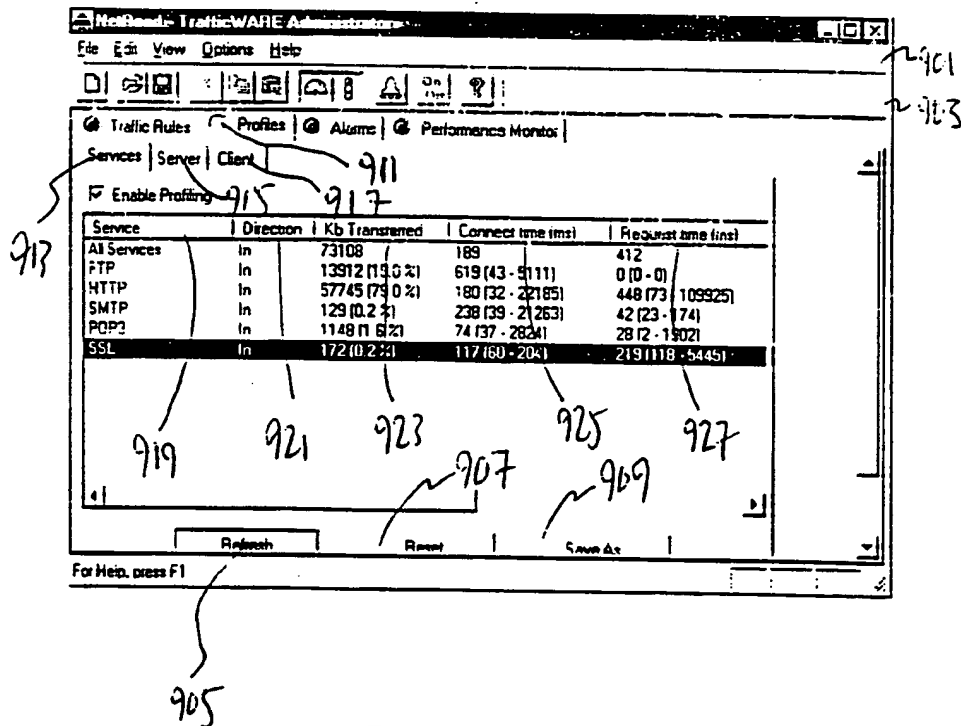 TrafficWARE Administrator
File Edit View Options Help
901
903
Traffic Rules Profiles Alarms Performance Monitor
Services Server Client
911
Enable Profiling
915 917
913
Service Direction Kb Transferred Connect time (ms) Request time (ms)
All Services In 73108 189 412
FTP In 13912 (19.0 %) 619 (43 - 9111) 0 (0 - 0)
HTTP In 57745 (79.0 %) 180 (32 - 22185) 448 (73 109925)
SMTP In 129 (0.2 %) 238 (39 - 21263) 42 (23 - 174)
POP3 In 1148 (1.6 %) 74 (37 - 2824) 28 (2 - 1902)
SSL In 172 (0.2 %) 117 (60 - 204) 219 (118 - 5445)
919 921 923 925 927
907 909
Refresh Reset Save As
For Help, press F1
905